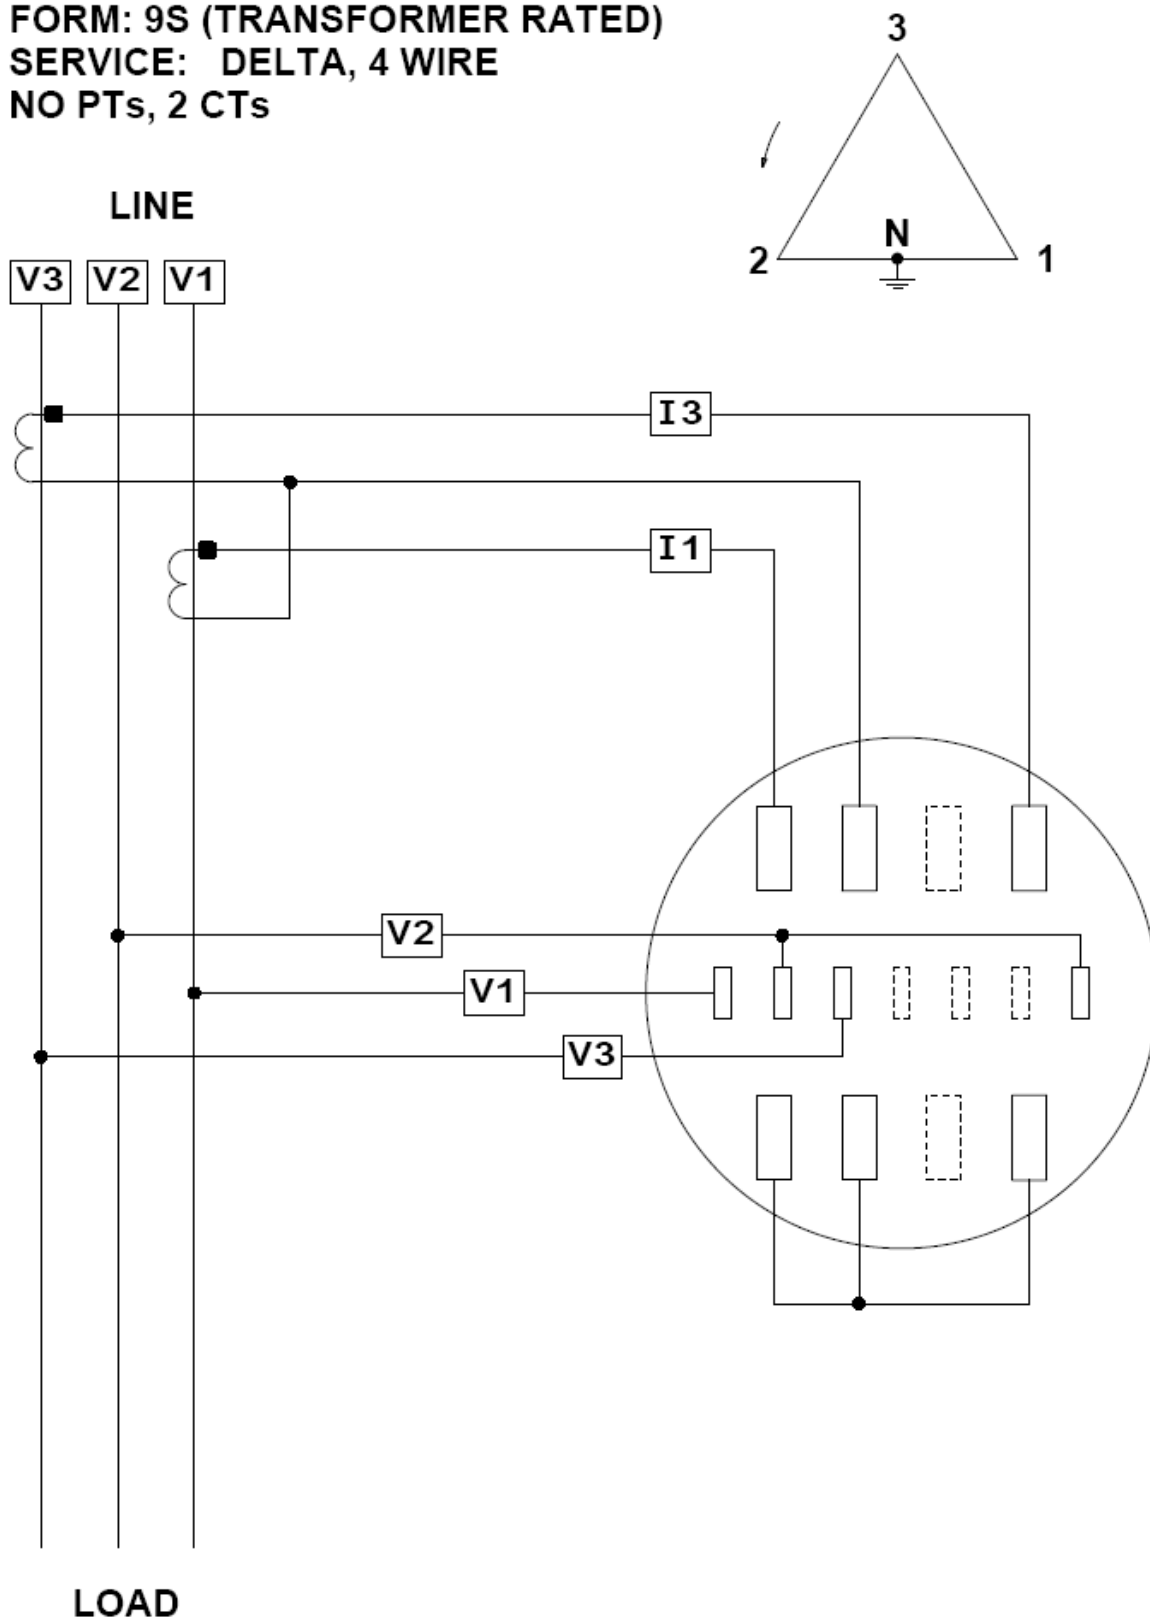 FORM: 9S (TRANSFORMER RATED)
SERVICE: DELTA, 4 WIRE
NO PTs, 2 CTs
3
N
2
1
LINE
V3 V2 V1
I3
I1
V2
V1
V3
LOAD